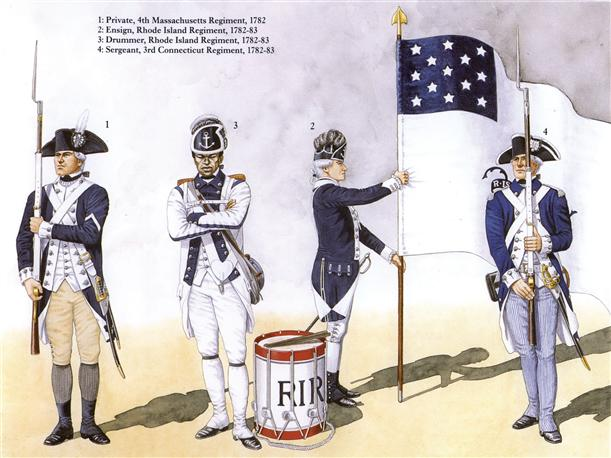 1: Private, 4th Massachusetts Regiment, 1782
2: Ensign, Rhode Island Regiment, 1782-83
3: Drummer, Rhode Island Regiment, 1782-83
4: Sergeant, 3rd Connecticut Regiment, 1782-83
1
3
2
4
R·IS
RIR